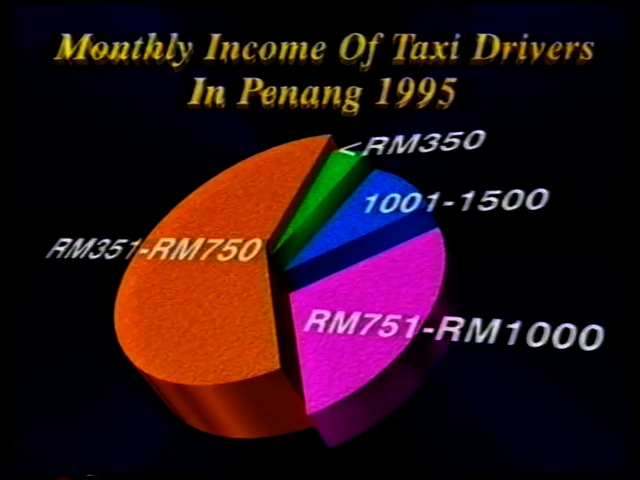 Monthly Income Of Taxi Drivers
In Penang 1995
<RM350
1001-1500
RM351-RM750
RM751-RM1000